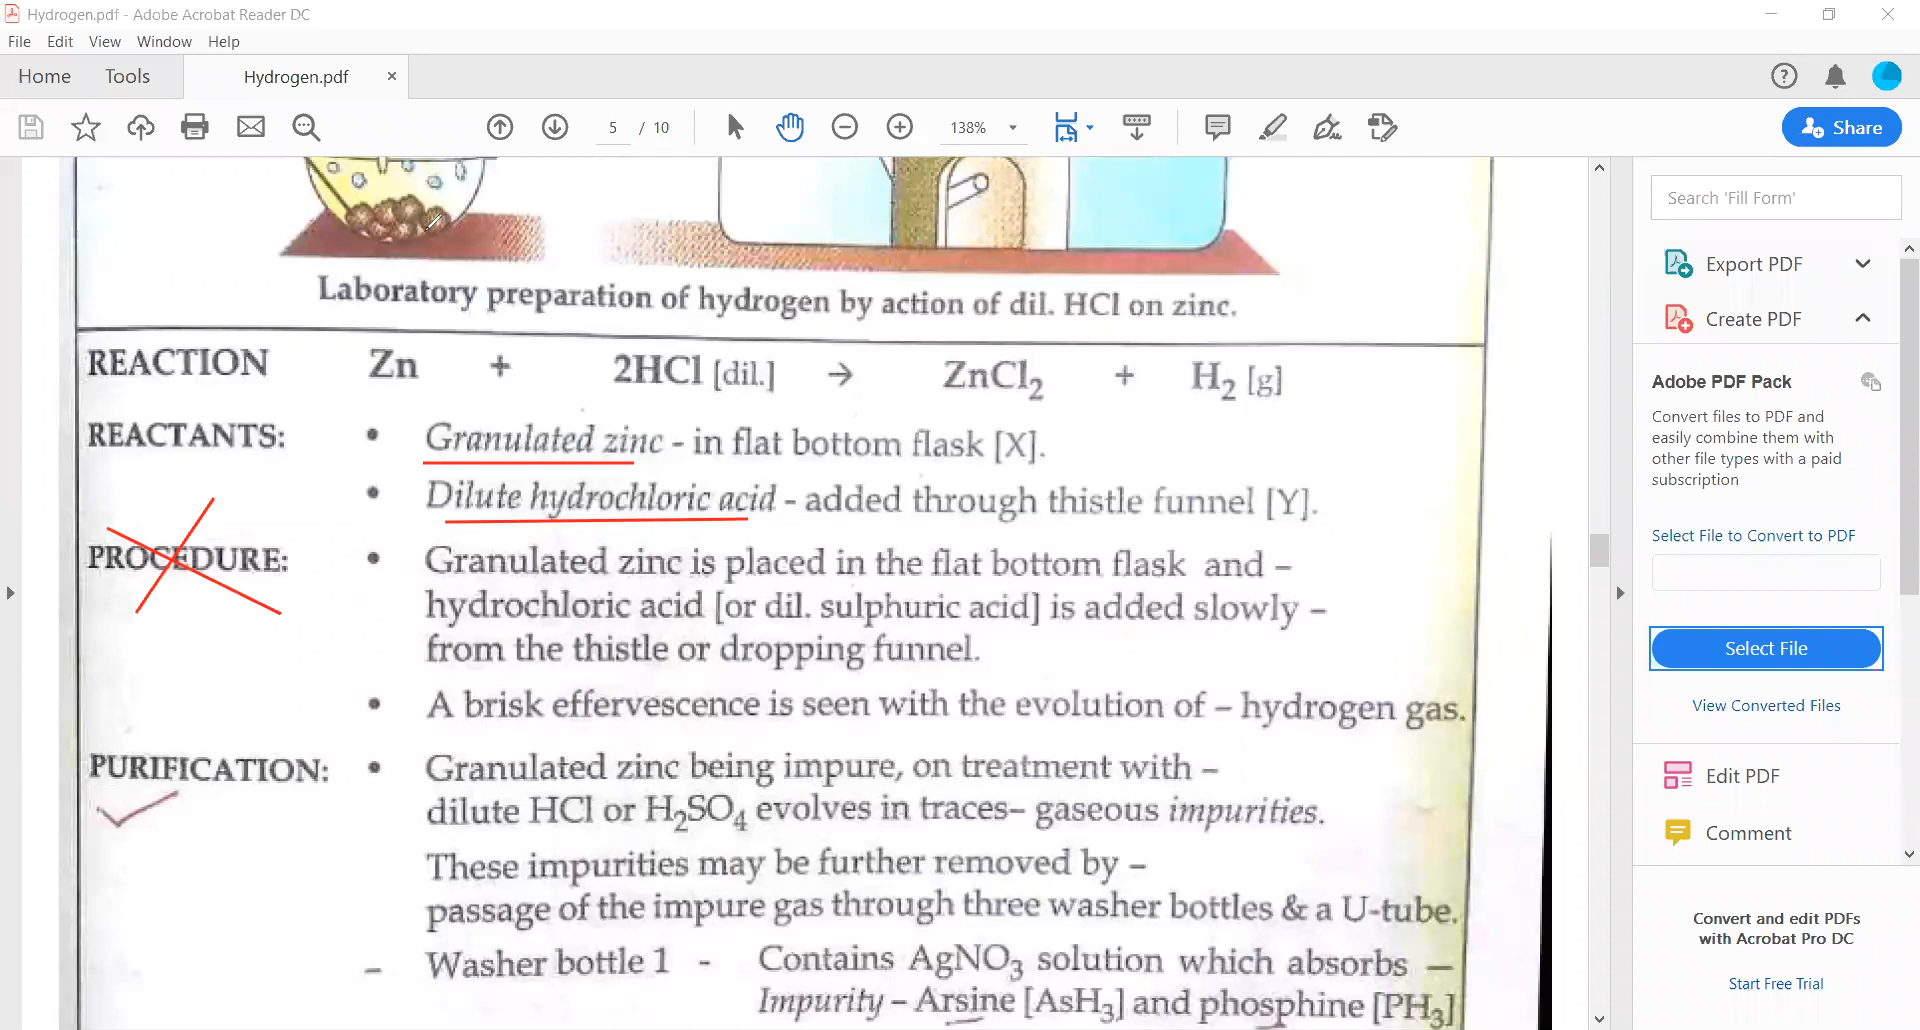 Hydrogen.pdf - Adobe Acrobat Reader DC
File Edit View Window Help
Home Tools Hydrogen.pdf ×
5 / 10 138% Share
Laboratory preparation of hydrogen by action of dil. HCl on zinc.
REACTION Zn + 2HCl [dil.] → ZnCl₂ + H₂ [g]
REACTANTS: • Granulated zinc - in flat bottom flask [X].
• Dilute hydrochloric acid - added through thistle funnel [Y].
PROCEDURE: • Granulated zinc is placed in the flat bottom flask and –
hydrochloric acid [or dil. sulphuric acid] is added slowly –
from the thistle or dropping funnel.
• A brisk effervescence is seen with the evolution of – hydrogen gas.
PURIFICATION: • Granulated zinc being impure, on treatment with –
dilute HCl or H₂SO₄ evolves in traces– gaseous impurities.
These impurities may be further removed by –
passage of the impure gas through three washer bottles & a U-tube.
– Washer bottle 1 - Contains AgNO₃ solution which absorbs –
Impurity – Arsine [AsH₃] and phosphine [PH₃]
Search 'Fill Form'
Export PDF
Create PDF
Adobe PDF Pack
Convert files to PDF and
easily combine them with
other file types with a paid
subscription
Select File to Convert to PDF
Select File
View Converted Files
Edit PDF
Comment
Convert and edit PDFs
with Acrobat Pro DC
Start Free Trial